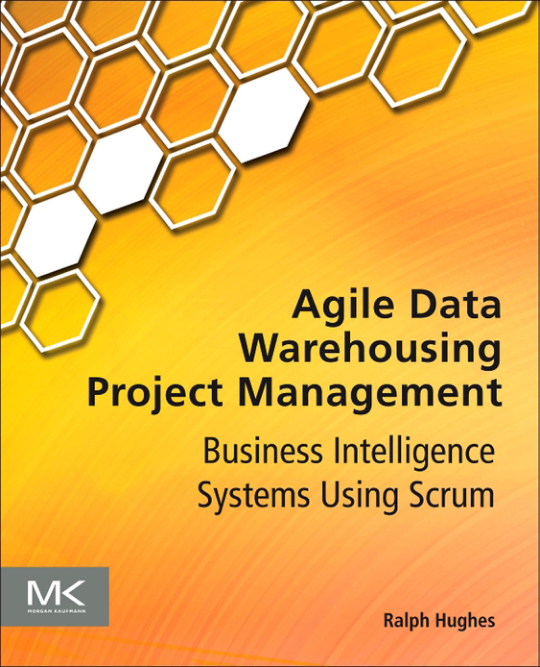 Agile Data
Warehousing
Project Management
Business Intelligence
Systems Using Scrum
MK
MORGAN KAUFMANN
Ralph Hughes